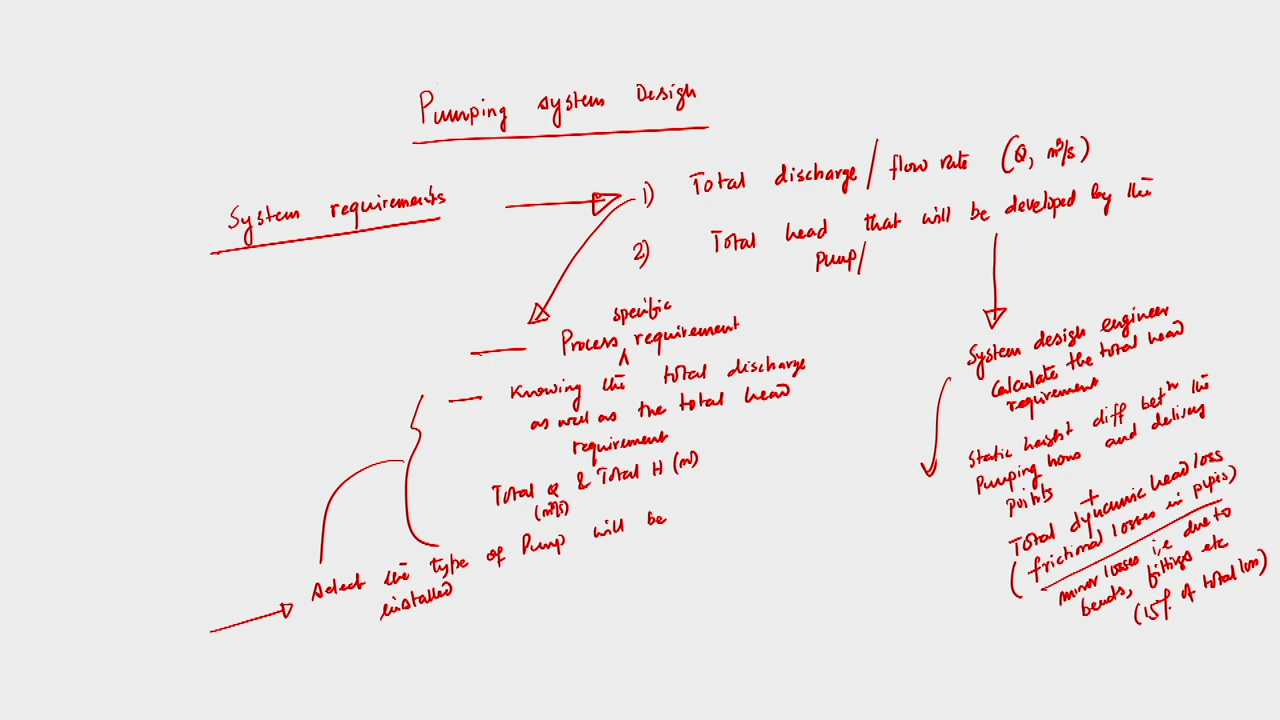 Pumping system Design
System requirements
1) Total discharge / flow rate (Q, m³/s)
2) Total head that will be developed by the
pump/
specific
Process requirement
Knowing the total discharge
as well as the total head
requirement
Total Q & Total H (m)
(m³/s)
Select the type of Pump will be
installed
System design engineer
calculate the total head
requirement
Static height diff betⁿ the
Pumping hono and delivery
points
+
Total dynamic head loss
(frictional losses in pipes)
minor losses i,e due to
bends, fittings etc
(15% of total loss)